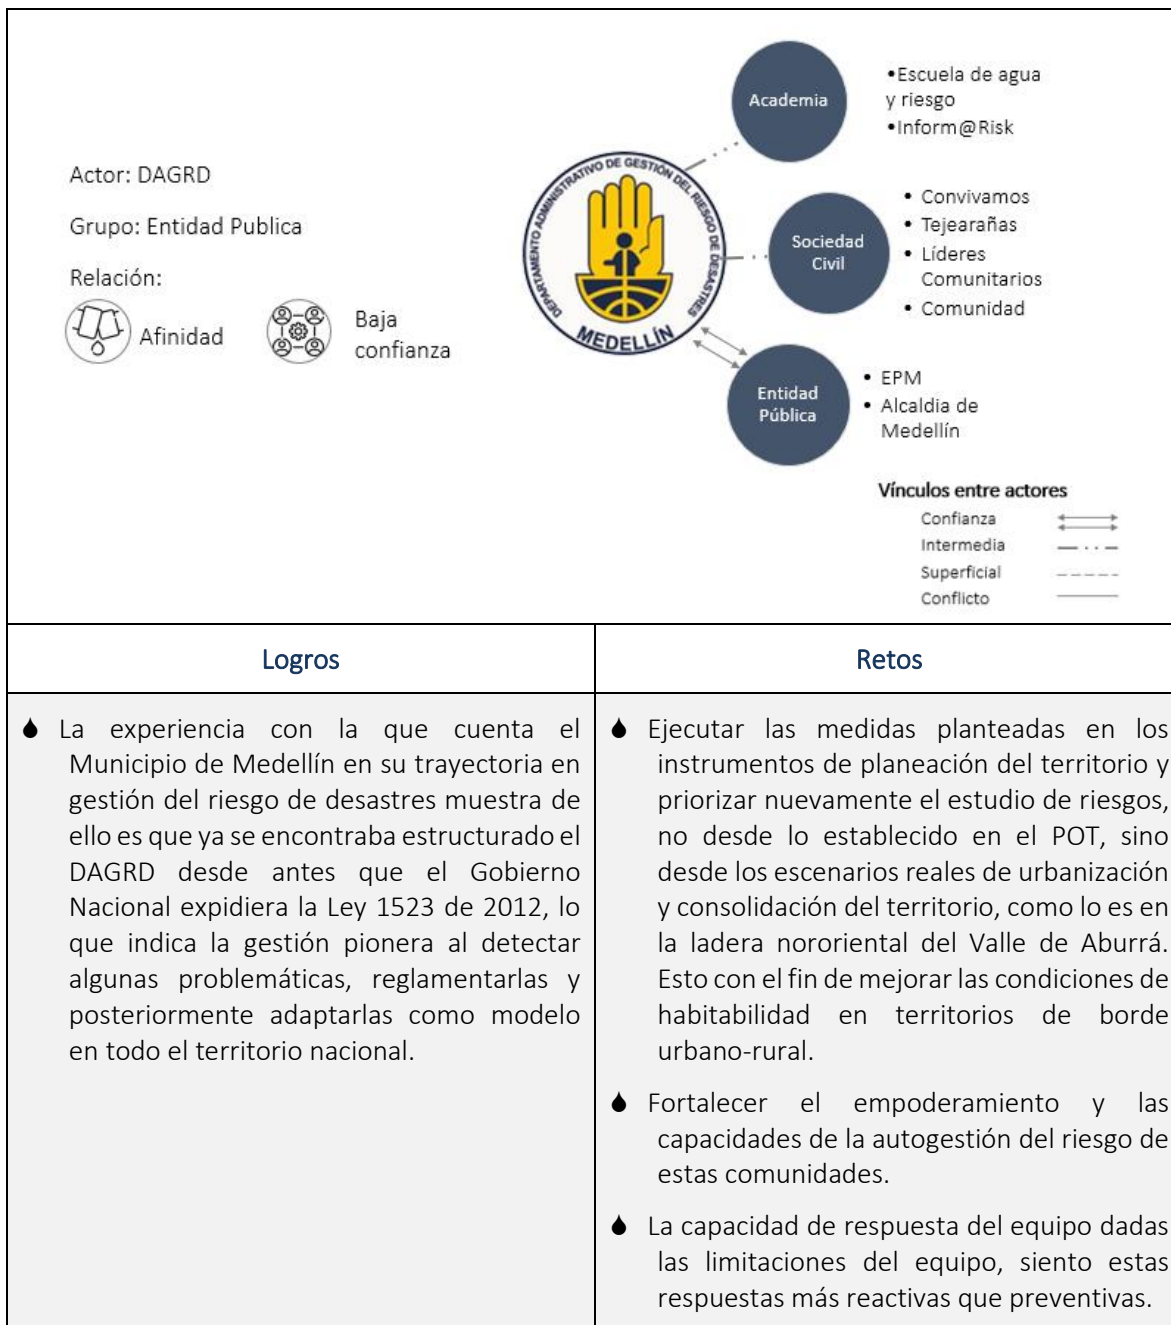 Actor: DAGRD
Grupo: Entidad Publica
Relación:
Afinidad
Baja
confianza
DEPARTAMENTO ADMINISTRATIVO DE GESTIÓN DEL RIESGO DE DESASTRES
MEDELLÍN
Academia
•Escuela de agua
y riesgo
•Inform@Risk
Sociedad
Civil
• Convivamos
• Tejearañas
• Líderes
Comunitarios
• Comunidad
Entidad
Pública
• EPM
• Alcaldia de
Medellín
Vínculos entre actores
Confianza
Intermedia
Superficial
Conflicto
Logros
La experiencia con la que cuenta el
Municipio de Medellín en su trayectoria en
gestión del riesgo de desastres muestra de
ello es que ya se encontraba estructurado el
DAGRD desde antes que el Gobierno
Nacional expidiera la Ley 1523 de 2012, lo
que indica la gestión pionera al detectar
algunas problemáticas, reglamentarlas y
posteriormente adaptarlas como modelo
en todo el territorio nacional.
Retos
Ejecutar las medidas planteadas en los
instrumentos de planeación del territorio y
priorizar nuevamente el estudio de riesgos,
no desde lo establecido en el POT, sino
desde los escenarios reales de urbanización
y consolidación del territorio, como lo es en
la ladera nororiental del Valle de Aburrá.
Esto con el fin de mejorar las condiciones de
habitabilidad en territorios de borde
urbano-rural.
Fortalecer el empoderamiento y las
capacidades de la autogestión del riesgo de
estas comunidades.
La capacidad de respuesta del equipo dadas
las limitaciones del equipo, siento estas
respuestas más reactivas que preventivas.